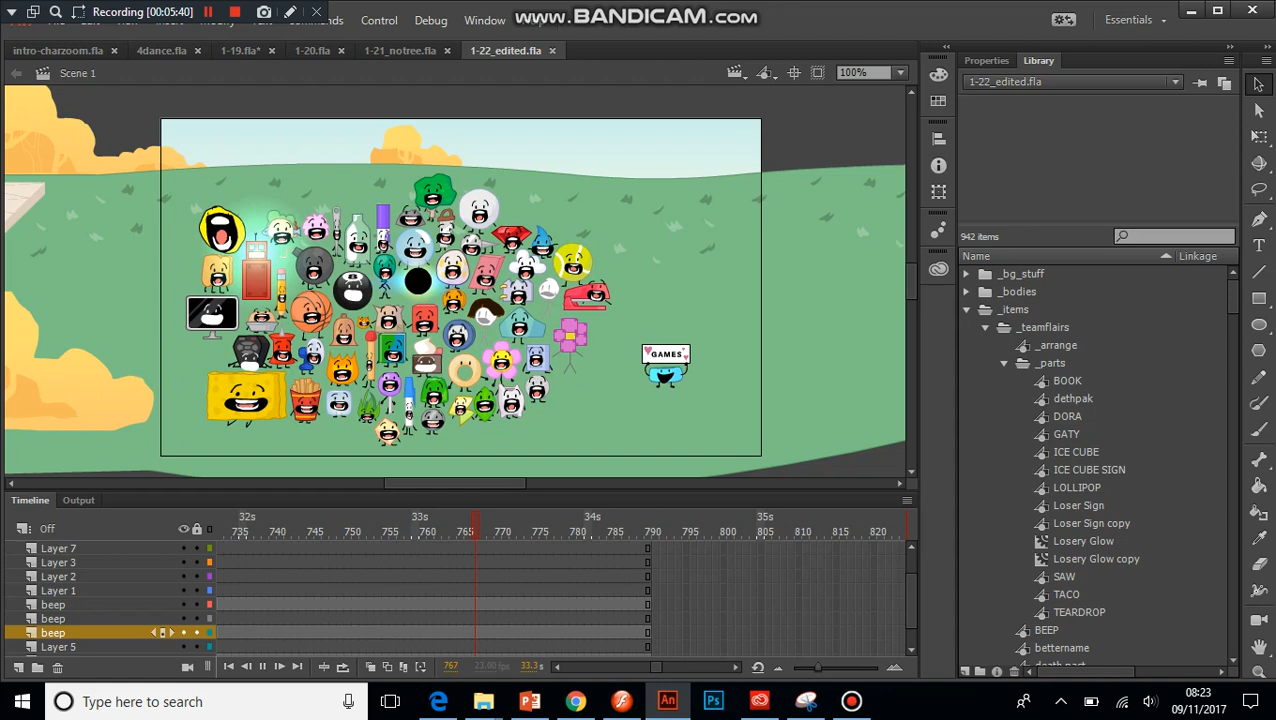 Recording [00:05:40]
www.BANDICAM.com
Control
Debug
Window
Essentials
intro-charzoom.fla
4dance.fla
1-19.fla*
1-20.fla
1-21_notree.fla
1-22_edited.fla
Scene 1
100%
Properties
Library
1-22_edited.fla
942 items
Name
Linkage
_bg_stuff
_bodies
_items
_teamflairs
_arrange
_parts
BOOK
dethpak
DORA
GATY
ICE CUBE
ICE CUBE SIGN
LOLLIPOP
Loser Sign
Loser Sign copy
Losery Glow
Losery Glow copy
SAW
TACO
TEARDROP
BEEP
bettername
GAMES
Timeline
Output
Off
32s
33s
34s
35s
735
740
745
750
755
760
765
770
775
780
785
790
795
800
805
810
815
820
Layer 7
Layer 3
Layer 2
Layer 1
beep
beep
beep
Layer 5
767
23.00 fps
33.3 s
Type here to search
08:23
09/11/2017